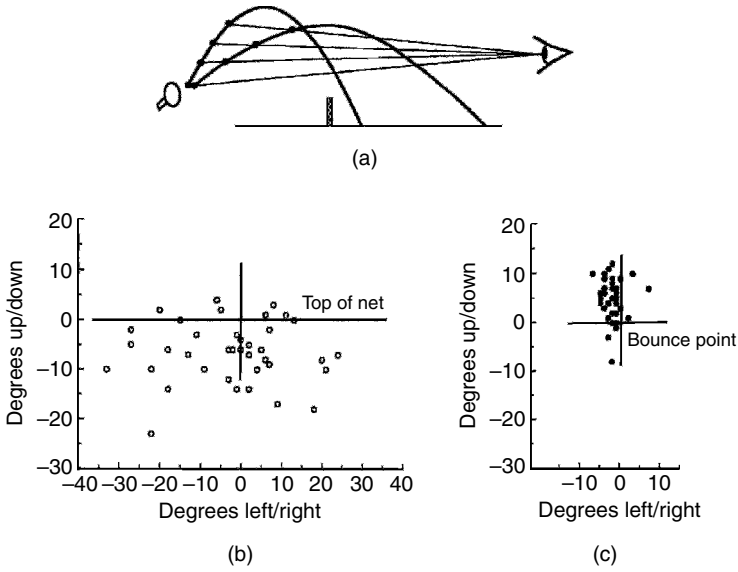 (a)
20
10
0
−10
−20
−30
Degrees up/down
Top of net
−40 −30 −20 −10 0 10 20 30 40
Degrees left/right
(b)
20
10
0
−10
−20
−30
Degrees up/down
Bounce point
−10 0 10
Degrees left/right
(c)